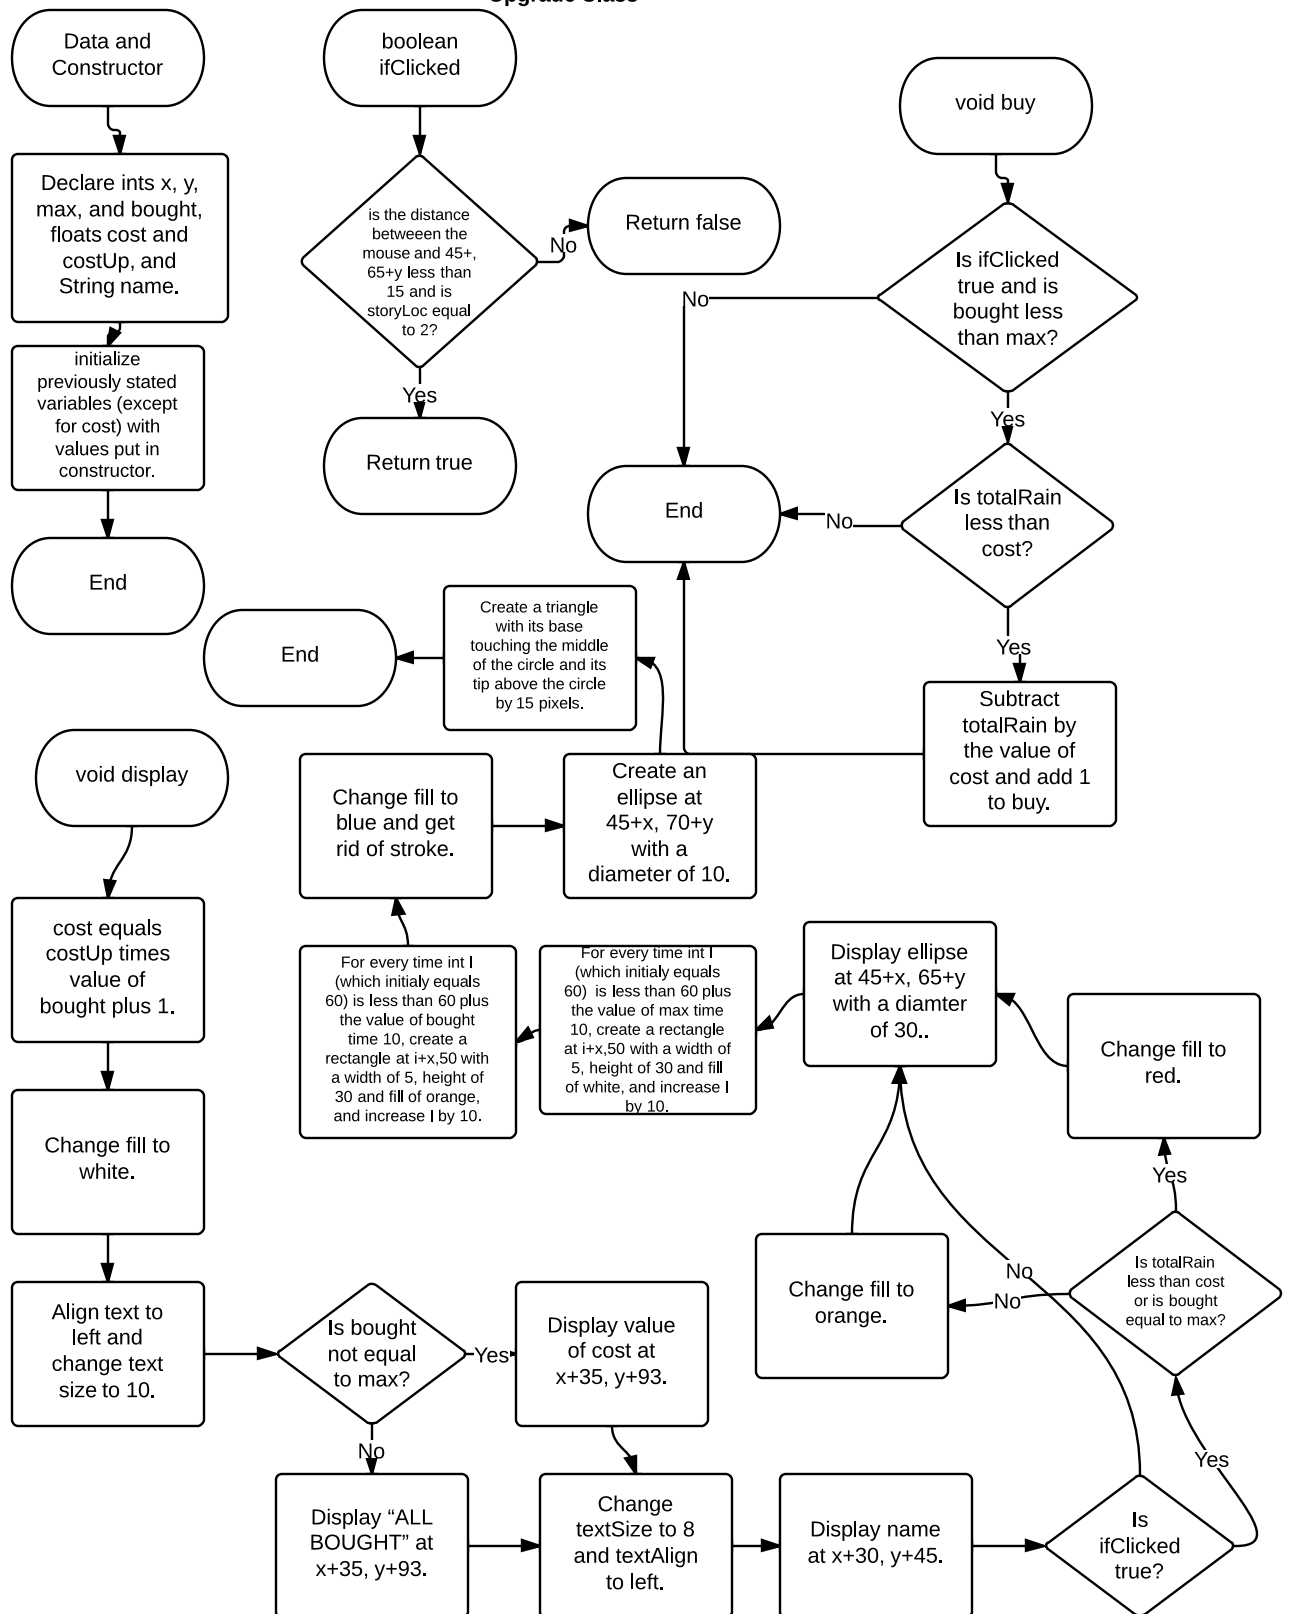 Upgrade Class
Data and
Constructor
Declare ints x, y,
max, and bought,
floats cost and
costUp, and
String name.
initialize
previously stated
variables (except
for cost) with
values put in
constructor.
End
boolean
ifClicked
is the distance
betweeen the
mouse and 45+,
65+y less than
15 and is
storyLoc equal
to 2?
No
Return false
Yes
Return true
void buy
Is ifClicked
true and is
bought less
than max?
No
Yes
End
Is totalRain
less than
cost?
No
Yes
Subtract
totalRain by
the value of
cost and add 1
to buy.
void display
cost equals
costUp times
value of
bought plus 1.
Change fill to
white.
Align text to
left and
change text
size to 10.
Is bought
not equal
to max?
Yes
Display value
of cost at
x+35, y+93.
No
Display “ALL
BOUGHT” at
x+35, y+93.
Change
textSize to 8
and textAlign
to left.
Display name
at x+30, y+45.
Is
ifClicked
true?
Yes
No
Is totalRain
less than cost
or is bought
equal to max?
No
Change fill to
orange.
Yes
Change fill to
red.
Display ellipse
at 45+x, 65+y
with a diamter
of 30..
For every time int I
(which initialy equals
60)  is less than 60 plus
the value of max time
10, create a rectangle
at i+x,50 with a width of
5, height of 30 and fill
of white, and increase I
by 10.
For every time int I
(which initialy equals
60) is less than 60 plus
the value of bought
time 10, create a
rectangle at i+x,50 with
a width of 5, height of
30 and fill of orange,
and increase I by 10.
Change fill to
blue and get
rid of stroke.
Create an
ellipse at
45+x, 70+y
with a
diameter of 10.
Create a triangle
with its base
touching the middle
of the circle and its
tip above the circle
by 15 pixels.
End